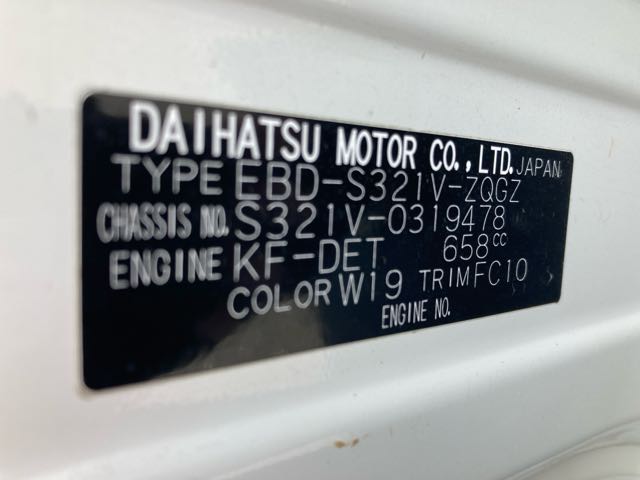 DAIHATSU MOTOR CO., LTD. JAPAN
TYPE EBD-S321V-ZQGZ
CHASSIS NO. S321V-0319478
ENGINE KF-DET 658cc
COLOR W19 TRIM FC10
ENGINE NO.